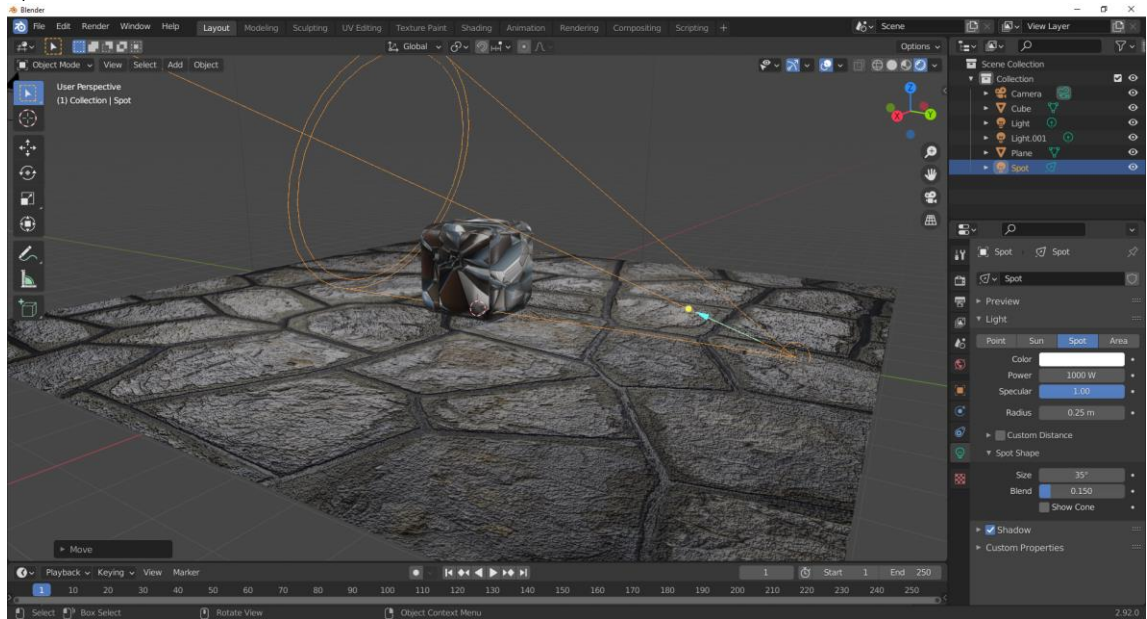 Blender
File Edit Render Window Help Layout Modeling Sculpting UV Editing Texture Paint Shading Animation Rendering Compositing Scripting + Scene View Layer
Global Options
Object Mode View Select Add Object
User Perspective
(1) Collection | Spot
Z
X
Y
Scene Collection
Collection
Camera
Cube
Light
Light.001
Plane
Spot
Spot Spot
Spot
Preview
Light
Point Sun Spot Area
Color
Power 1000 W
Specular 1.00
Radius 0.25 m
Custom Distance
Spot Shape
Size 35°
Blend 0.150
Show Cone
Shadow
Custom Properties
Move
Playback Keying View Marker 1 Start 1 End 250
1 10 20 30 40 50 60 70 80 90 100 110 120 130 140 150 160 170 180 190 200 210 220 230 240 250
Select Box Select Rotate View Object Context Menu 2.92.0